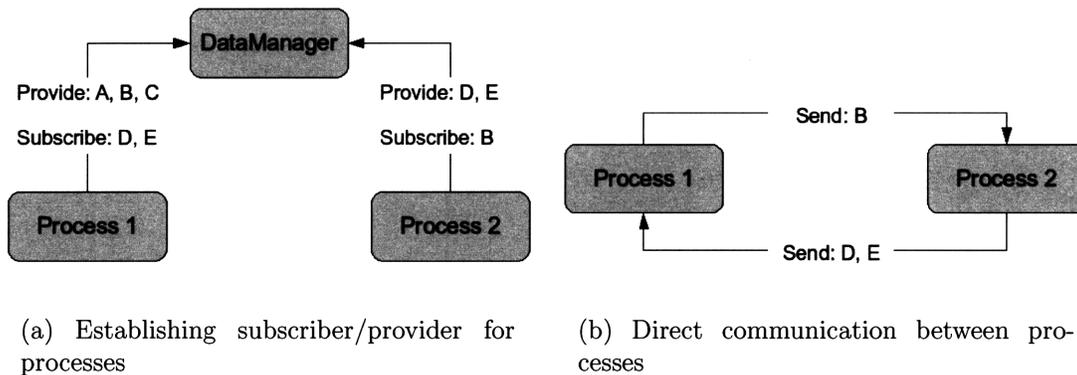 DataManager
Provide: A, B, C
Provide: D, E
Subscribe: D, E
Subscribe: B
Process 1
Process 2
(a) Establishing subscriber/provider for
processes
Send: B
Process 1
Process 2
Send: D, E
(b) Direct communication between pro-
cesses